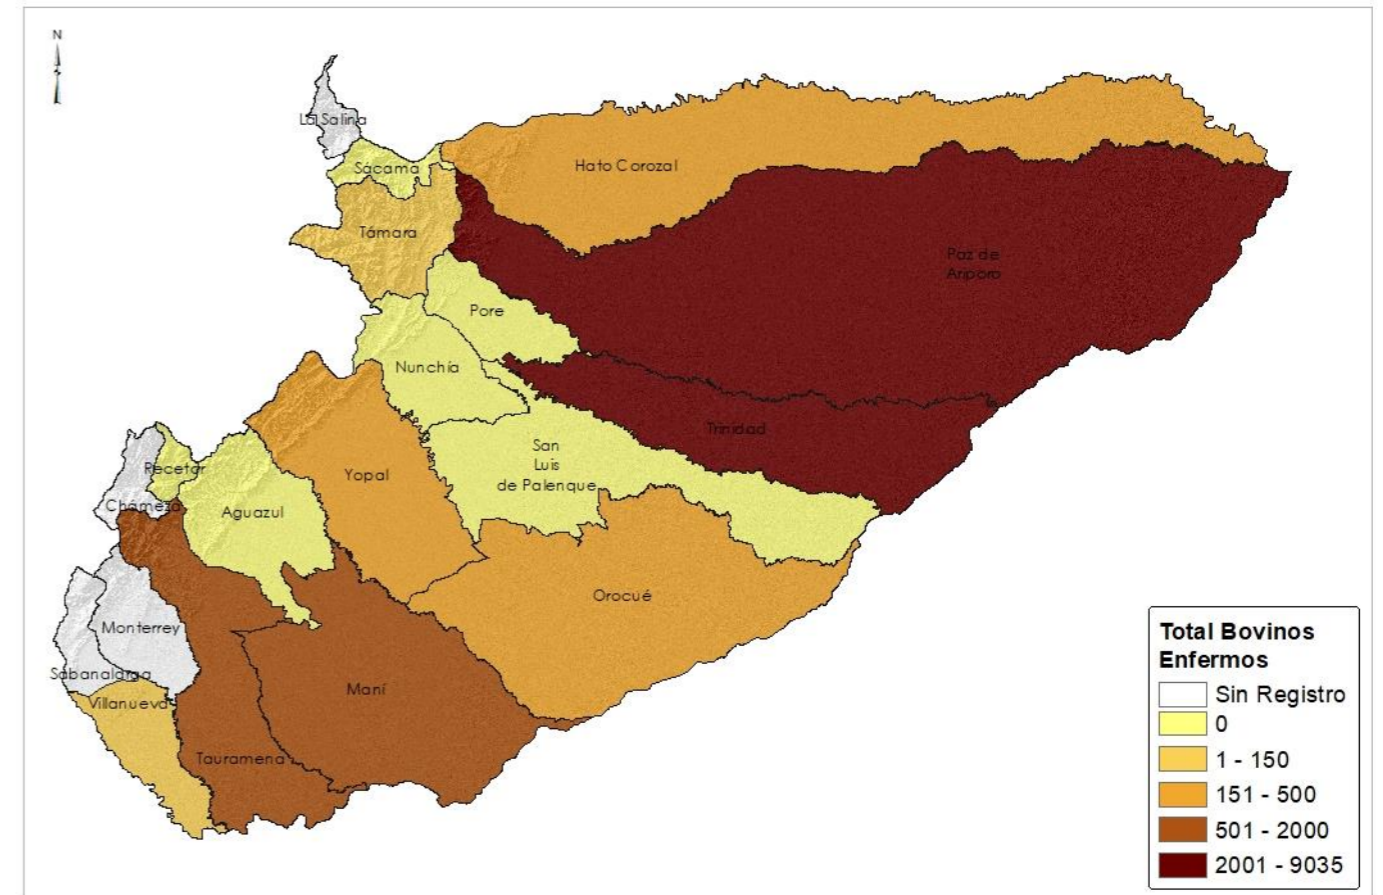 N
La Salina
Sácama
Hato Corozal
Támara
Paz de
Ariporo
Pore
Nunchía
Trinidad
San
Luis
de Palenque
Recetor
Yopal
Chámeza
Aguazul
Orocué
Monterrey
Sabanalarga
Maní
Villanueva
Tauramena
Total Bovinos
Enfermos
Sin Registro
0
1 - 150
151 - 500
501 - 2000
2001 - 9035